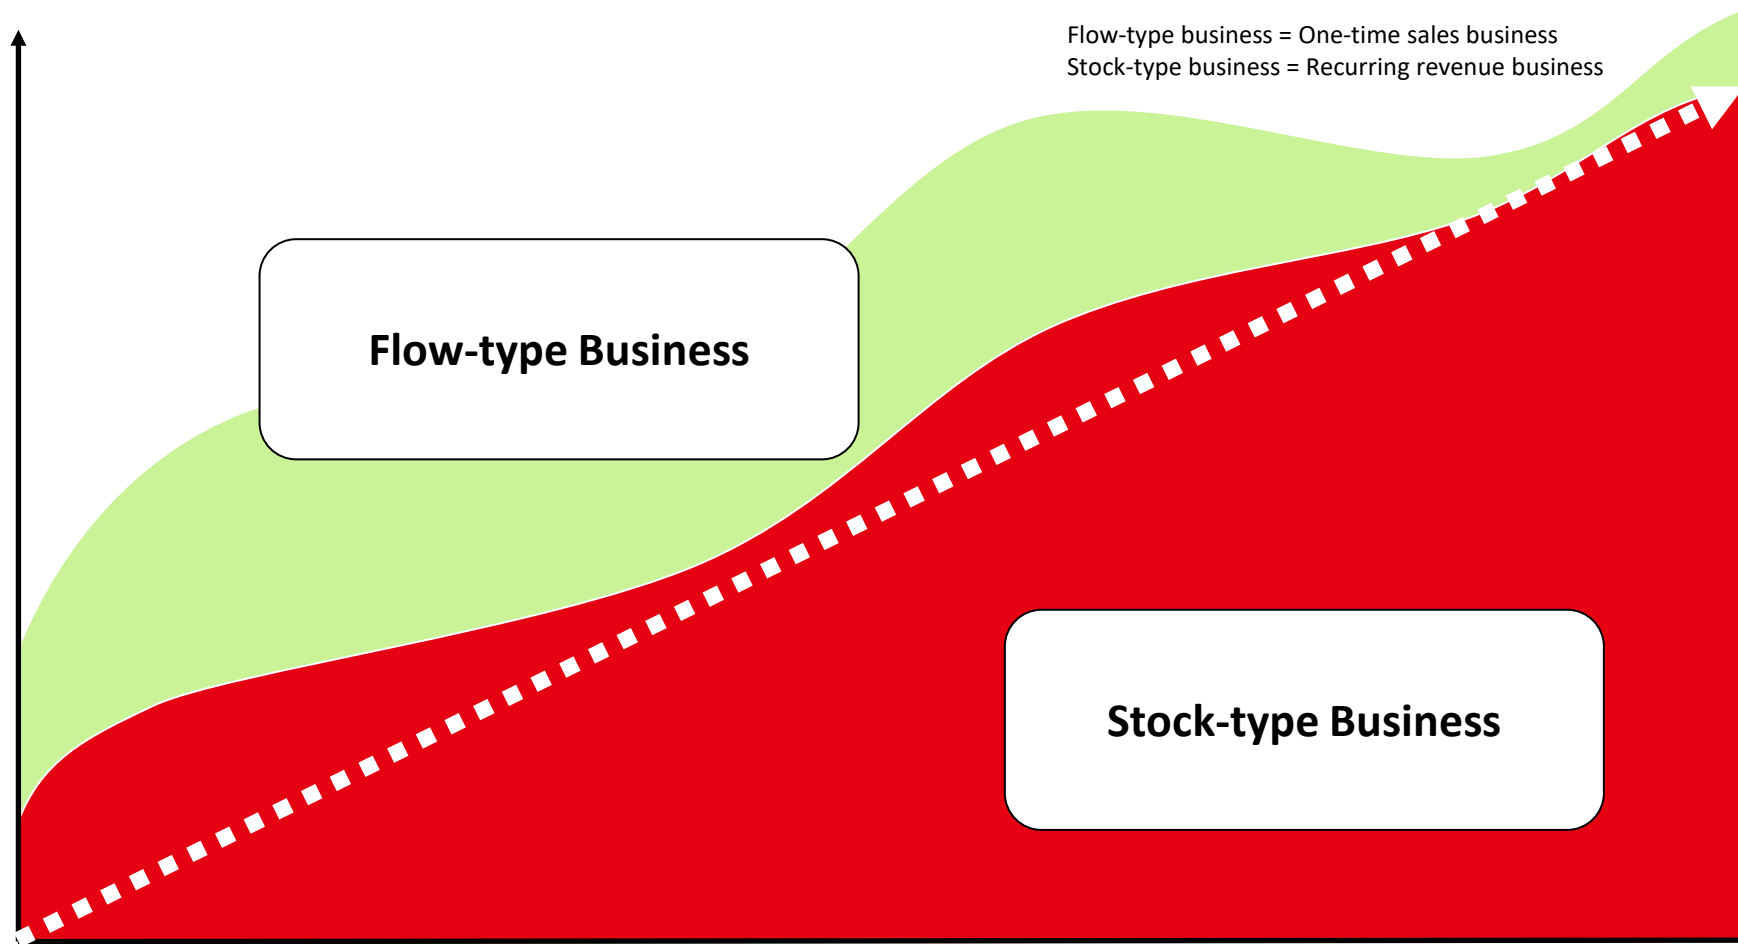 Flow-type business = One-time sales business
Stock-type business = Recurring revenue business
Flow-type Business
Stock-type Business